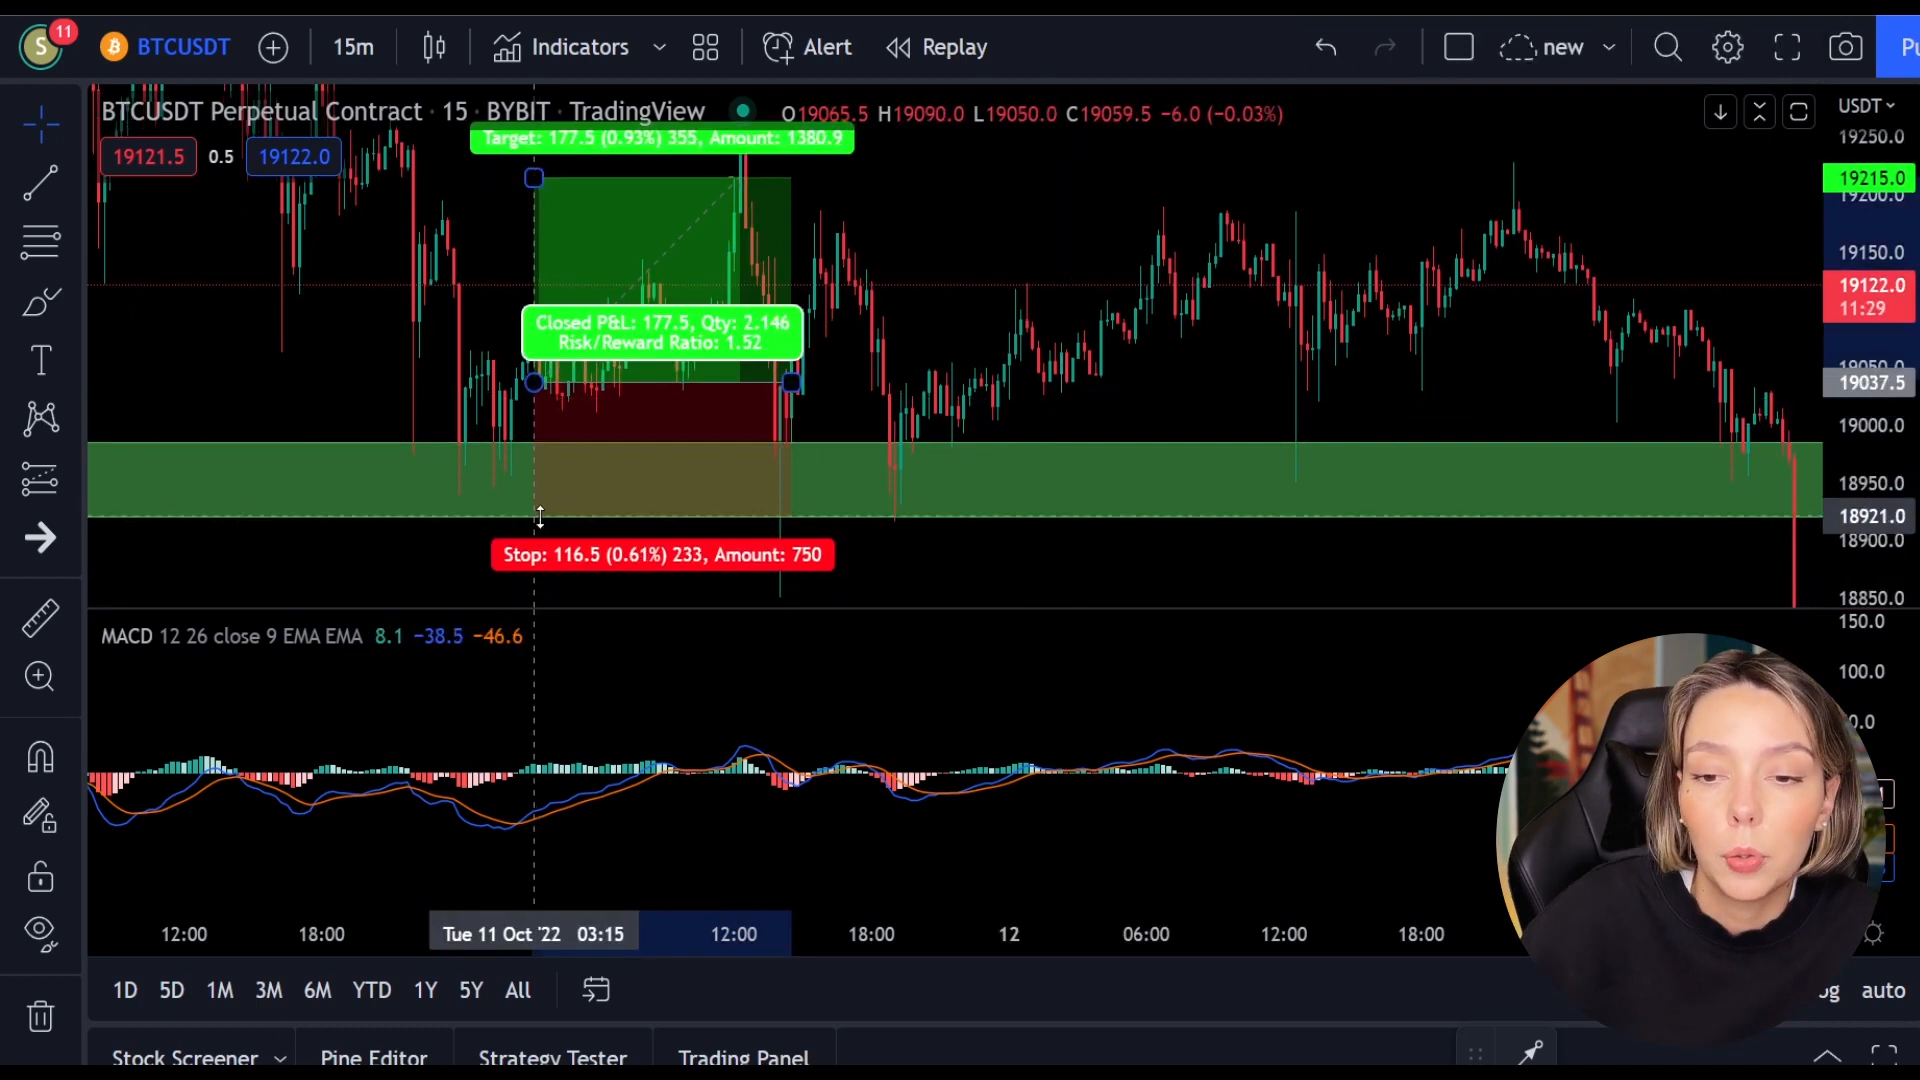 S 11 BTCUSDT 15m Indicators Alert Replay new Pu
BTCUSDT Perpetual Contract · 15 · BYBIT · TradingView O19065.5 H19090.0 L19050.0 C19059.5 −6.0 (−0.03%) USDT
Target: 177.5 (0.93%) 355, Amount: 1380.9
19250.0
19121.5 0.5 19122.0
19215.0
19200.0
19150.0
19122.0
11:29
Closed P&L: 177.5, Qty: 2.146
Risk/Reward Ratio: 1.52
19050.0
19037.5
19000.0
18950.0
18921.0
18900.0
Stop: 116.5 (0.61%) 233, Amount: 750
18850.0
MACD 12 26 close 9 EMA EMA 8.1 −38.5 −46.6
150.0
100.0
12:00 18:00 Tue 11 Oct '22 03:15 12:00 18:00 12 06:00 12:00 18:00
1D 5D 1M 3M 6M YTD 1Y 5Y All auto
Stock Screener Pine Editor Strategy Tester Trading Panel